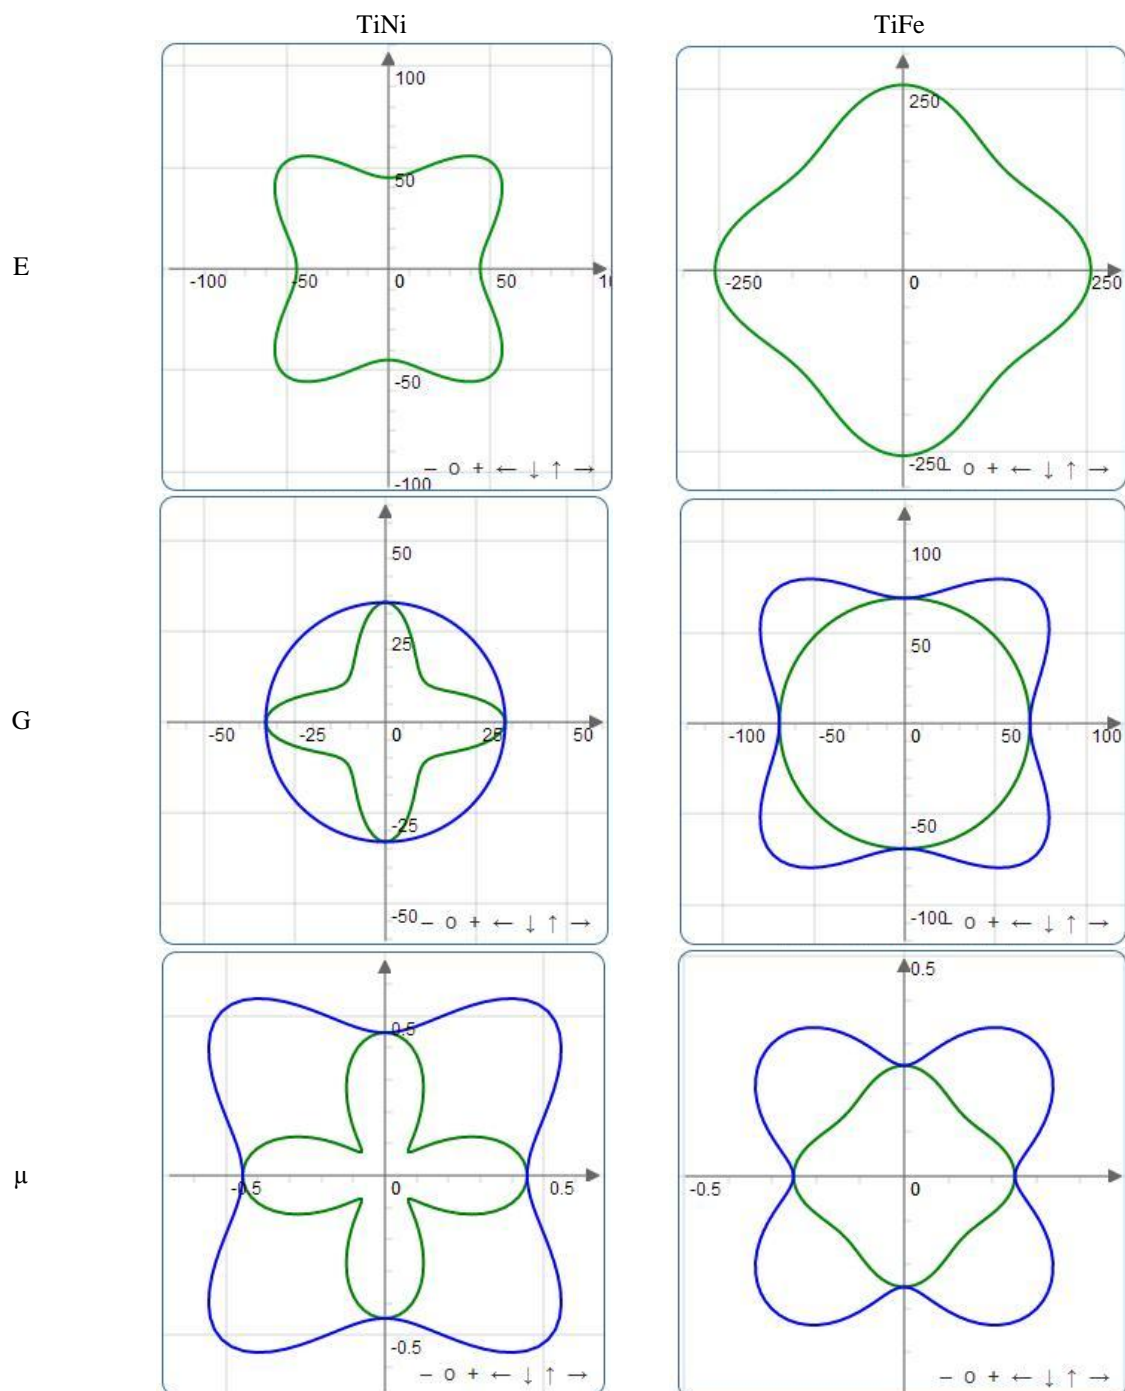 TiNi TiFe
E
100
50
-100 -50 0 50 10
-50
-100
− o + ← ↓ ↑ →
250
-250 0 250
-250
− o + ← ↓ ↑ →
G
50
25
-50 -25 0 25 50
-25
-50
− o + ← ↓ ↑ →
100
50
-100 -50 0 50 100
-50
-100
− o + ← ↓ ↑ →
μ
0.5
-0.5 0 0.5
-0.5
− o + ← ↓ ↑ →
0.5
-0.5 0
− o + ← ↓ ↑ →